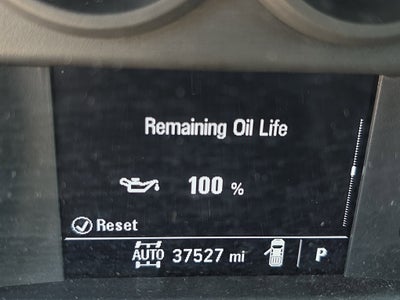 Remaining Oil Life
100 %
Reset
AUTO 37527 mi P